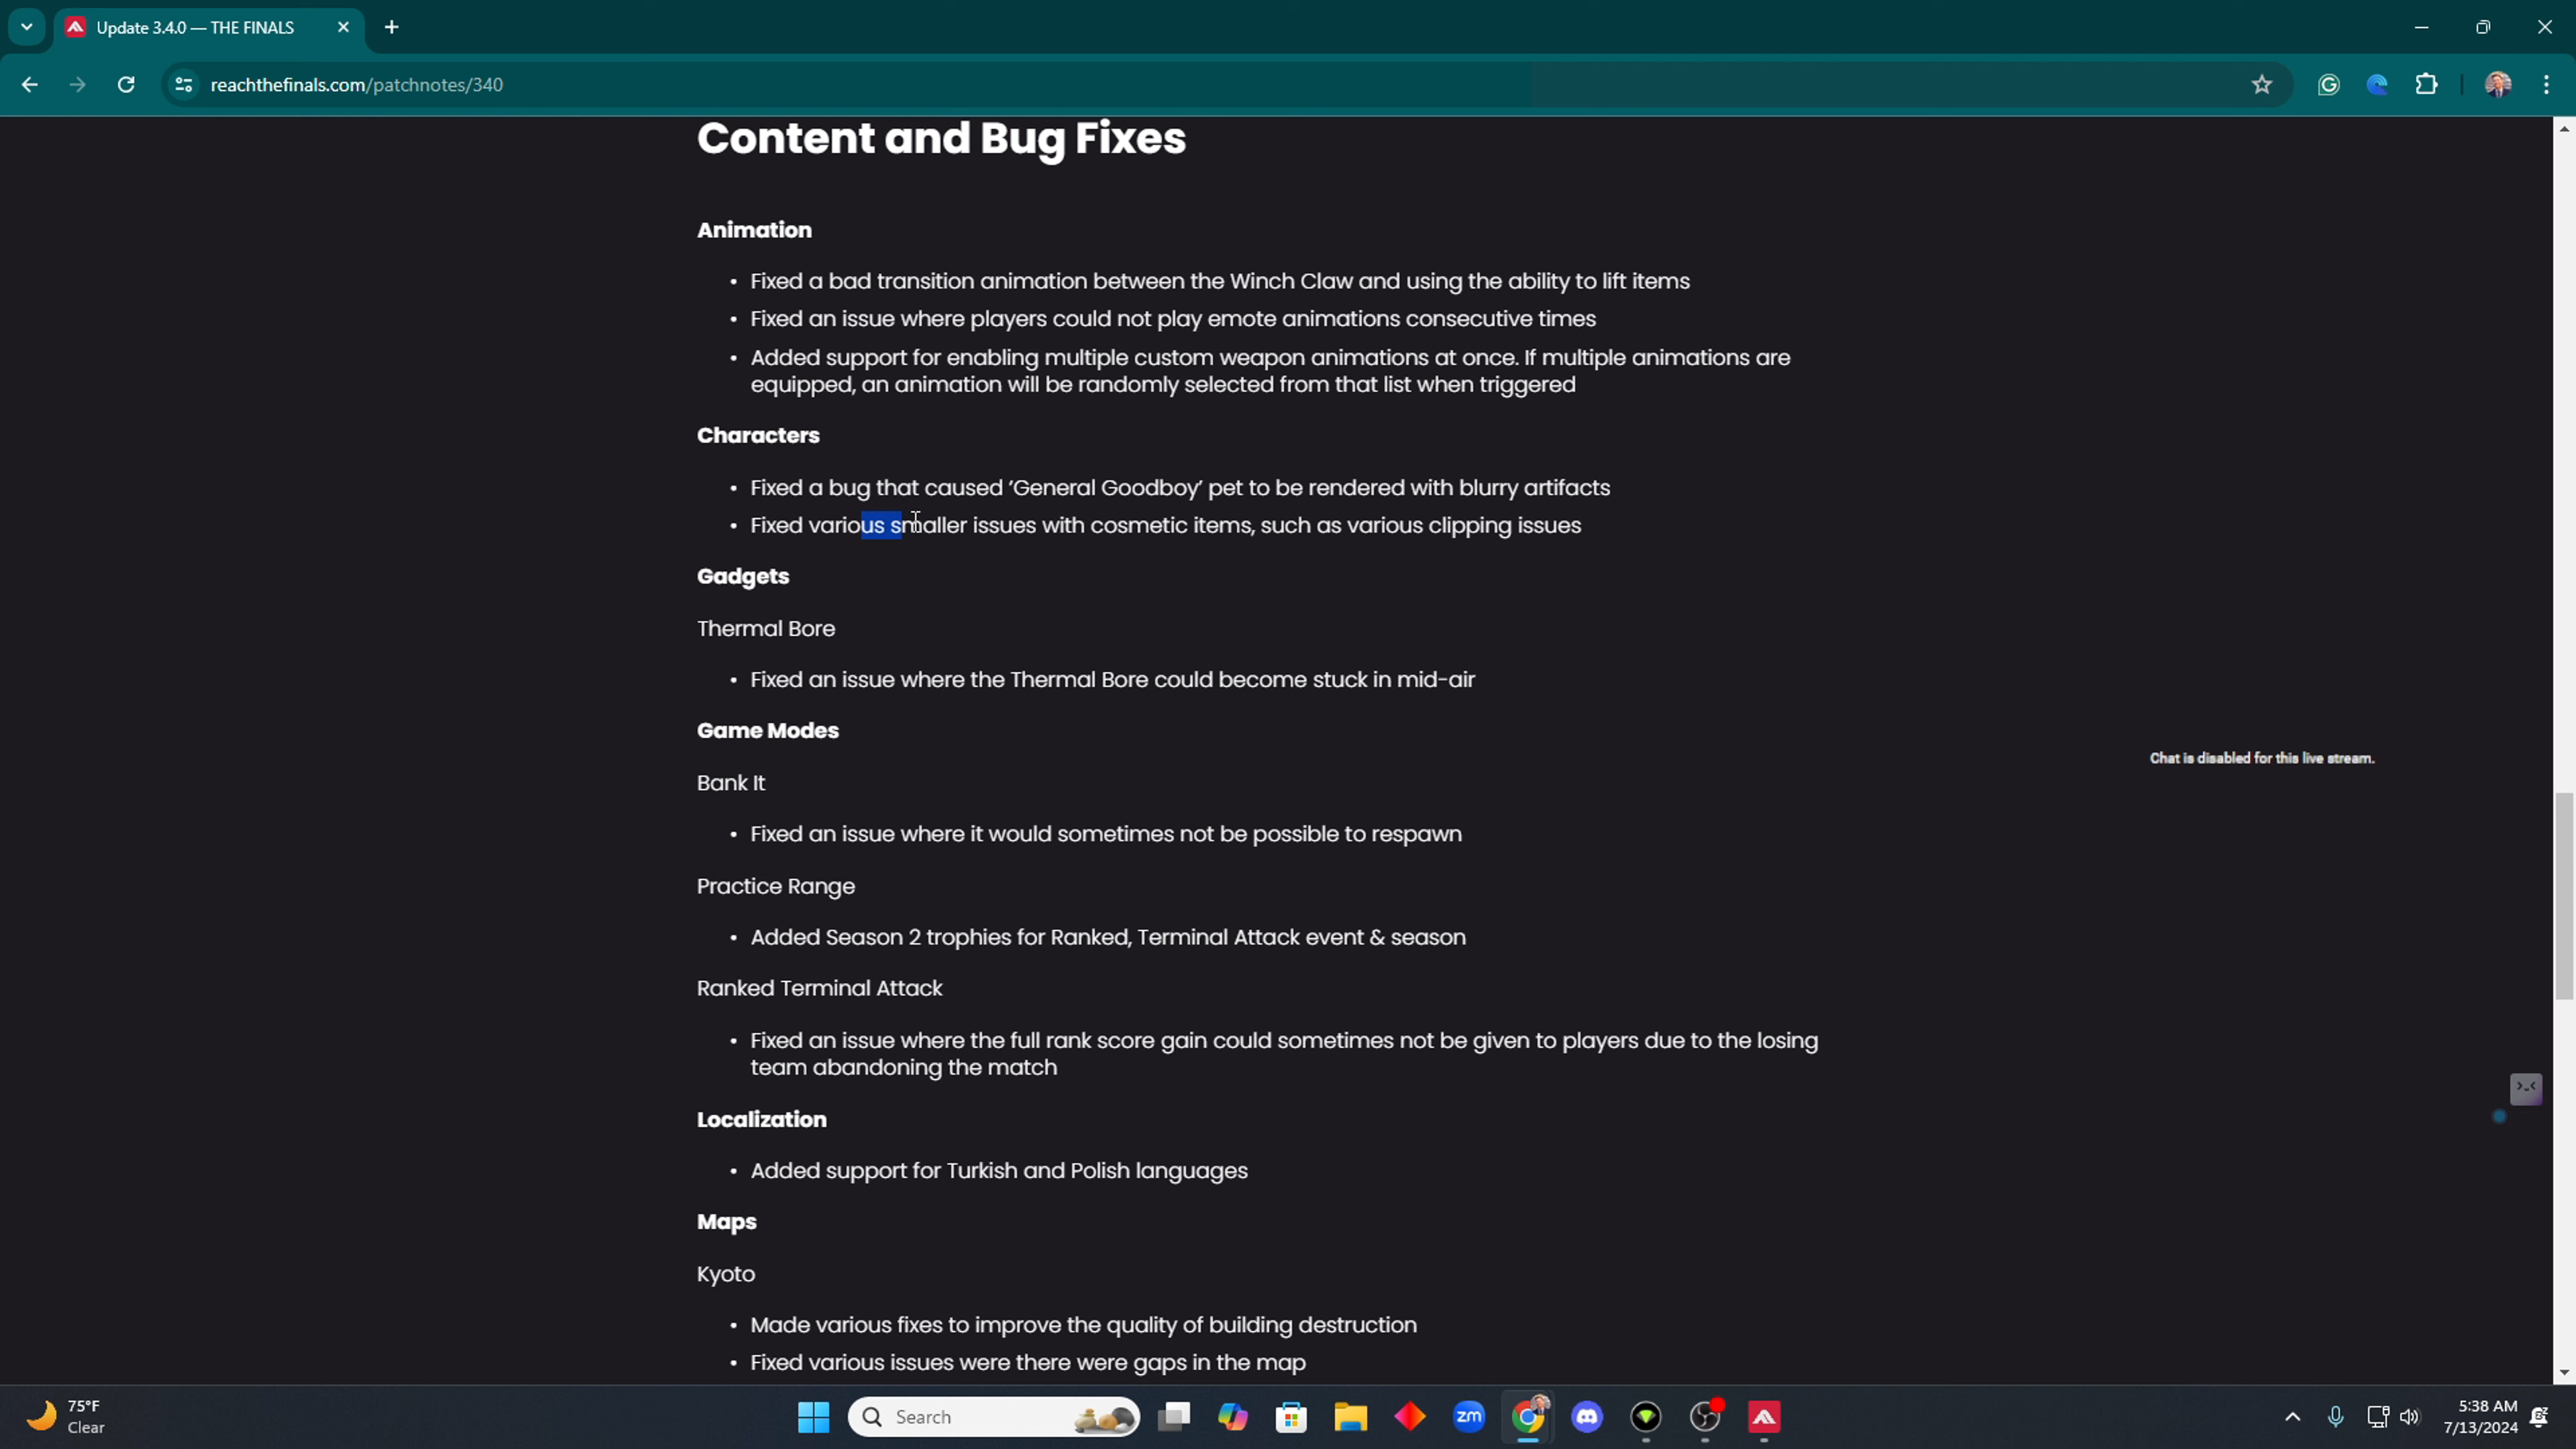 Update 3.4.0 — THE FINALS
reachthefinals.com/patchnotes/340
Content and Bug Fixes
Animation
• Fixed a bad transition animation between the Winch Claw and using the ability to lift items
• Fixed an issue where players could not play emote animations consecutive times
• Added support for enabling multiple custom weapon animations at once. If multiple animations are
equipped, an animation will be randomly selected from that list when triggered
Characters
• Fixed a bug that caused ‘General Goodboy’ pet to be rendered with blurry artifacts
• Fixed various smaller issues with cosmetic items, such as various clipping issues
Gadgets
Thermal Bore
• Fixed an issue where the Thermal Bore could become stuck in mid-air
Game Modes
Bank It
Chat is disabled for this live stream.
• Fixed an issue where it would sometimes not be possible to respawn
Practice Range
• Added Season 2 trophies for Ranked, Terminal Attack event & season
Ranked Terminal Attack
• Fixed an issue where the full rank score gain could sometimes not be given to players due to the losing
team abandoning the match
Localization
• Added support for Turkish and Polish languages
Maps
Kyoto
• Made various fixes to improve the quality of building destruction
• Fixed various issues were there were gaps in the map
75°F
Clear
Search
zm
5:38 AM
7/13/2024